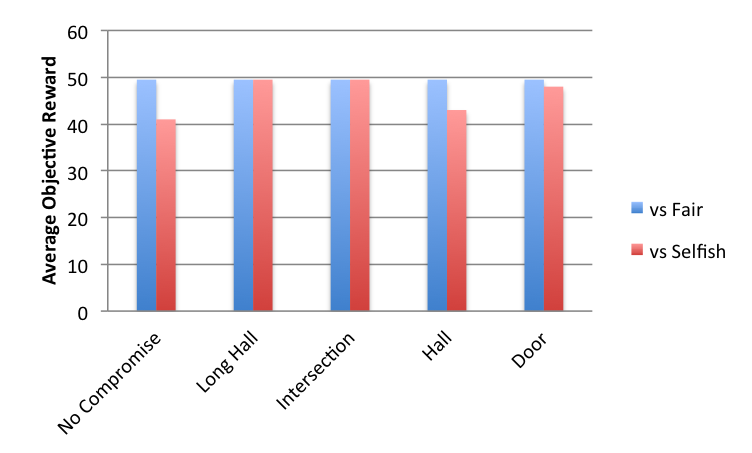 Average Objective Reward
60
50
40
30
20
10
0
No Compromise
Long Hall
Intersection
Hall
Door
vs Fair
vs Selfish